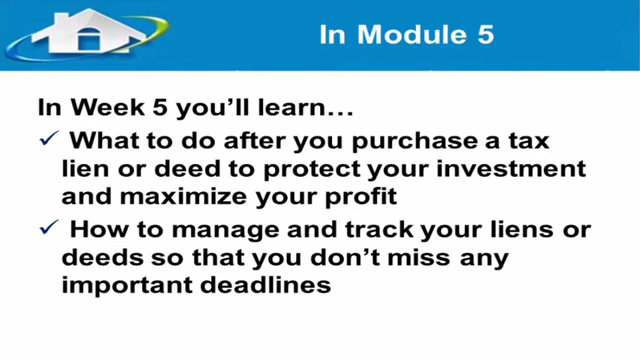 In Module 5
In Week 5 you'll learn…
What to do after you purchase a tax
lien or deed to protect your investment
and maximize your profit
How to manage and track your liens or
deeds so that you don't miss any
important deadlines